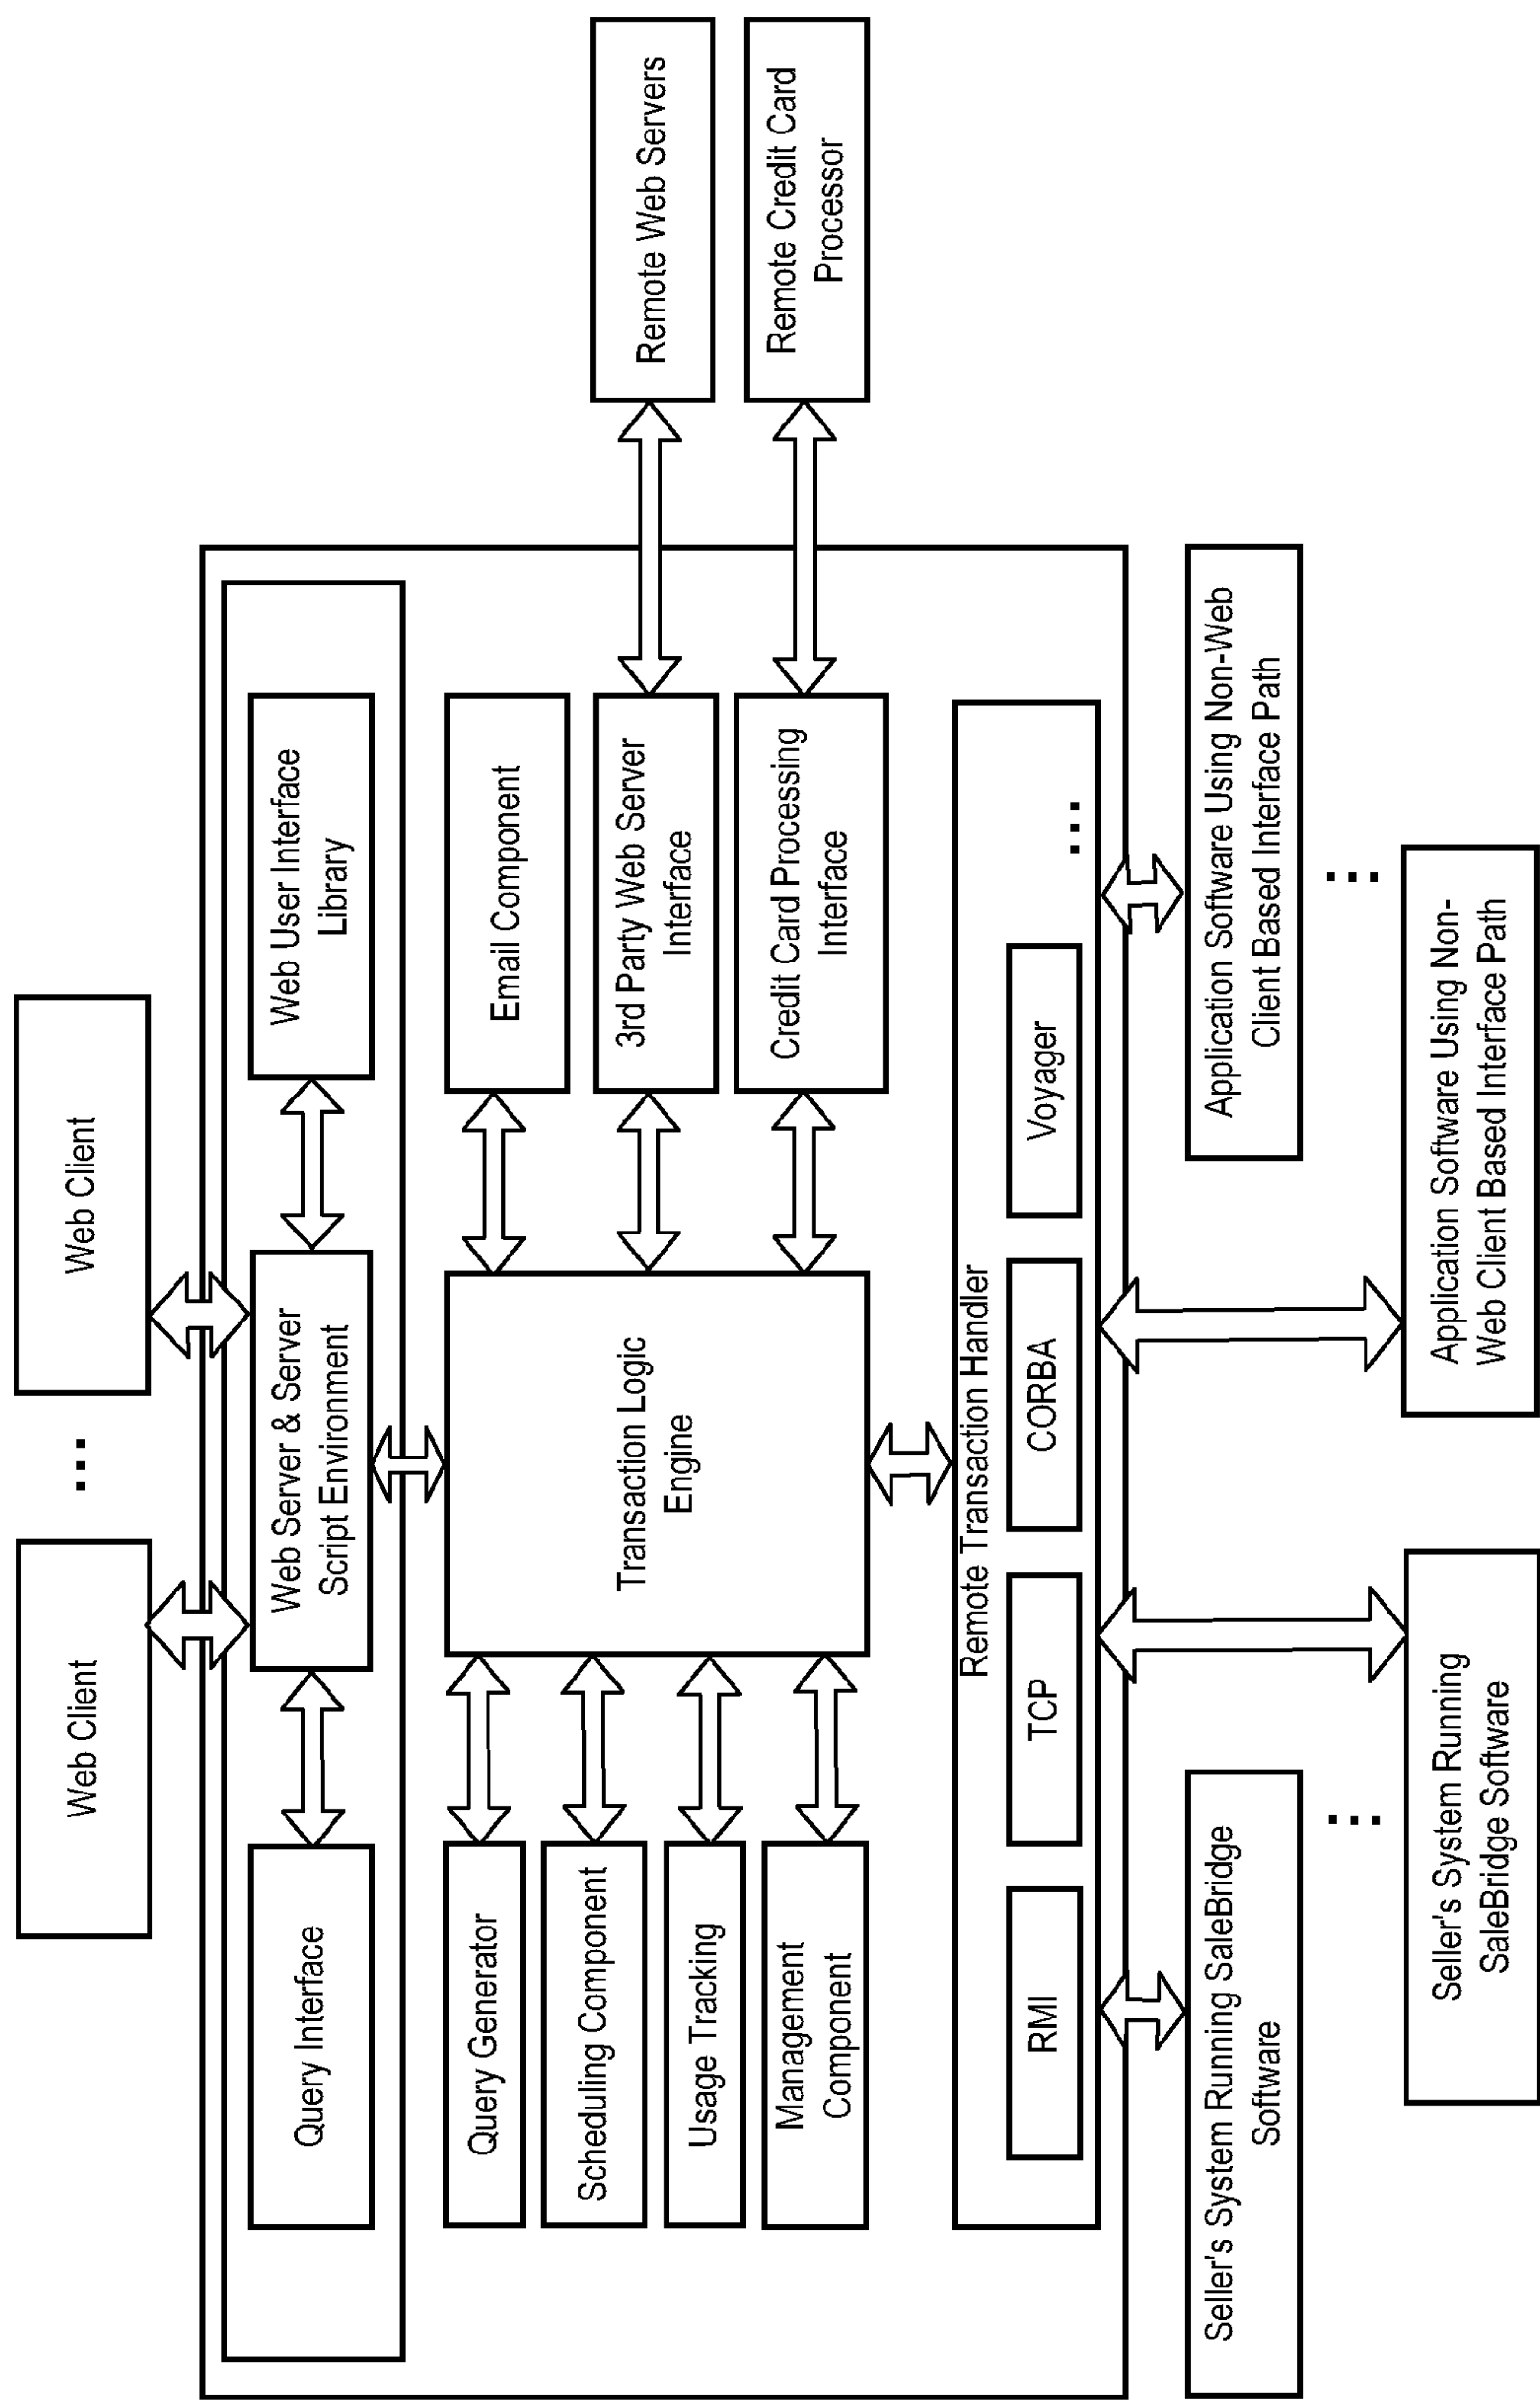 Web Client
...
Web Client
Query Interface
Web Server & Server
Script Environment
Web User Interface
Library
Query Generator
Scheduling Component
Usage Tracking
Management
Component
Transaction Logic
Engine
Email Component
3rd Party Web Server
Interface
Credit Card Processing
Interface
Remote Web Servers
Remote Credit Card
Processor
Remote Transaction Handler
RMI
TCP
CORBA
Voyager
...
Seller's System Running SaleBridge
Software
...
Seller's System Running
SaleBridge Software
Application Software Using Non-Web
Client Based Interface Path
...
Application Software Using Non-
Web Client Based Interface Path